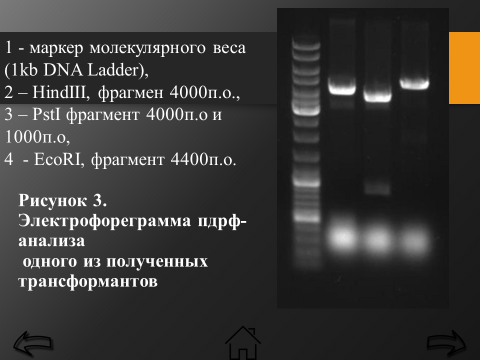 1 - маркер молекулярного веса
(1kb DNA Ladder),
2 – HindIII, фрагмен 4000п.о.,
3 – PstI фрагмент 4000п.о и
1000п.о,
4  - EcoRI, фрагмент 4400п.о.
Рисунок 3.
Электрофореграмма пдрф-
анализа
одного из полученных
трансформантов